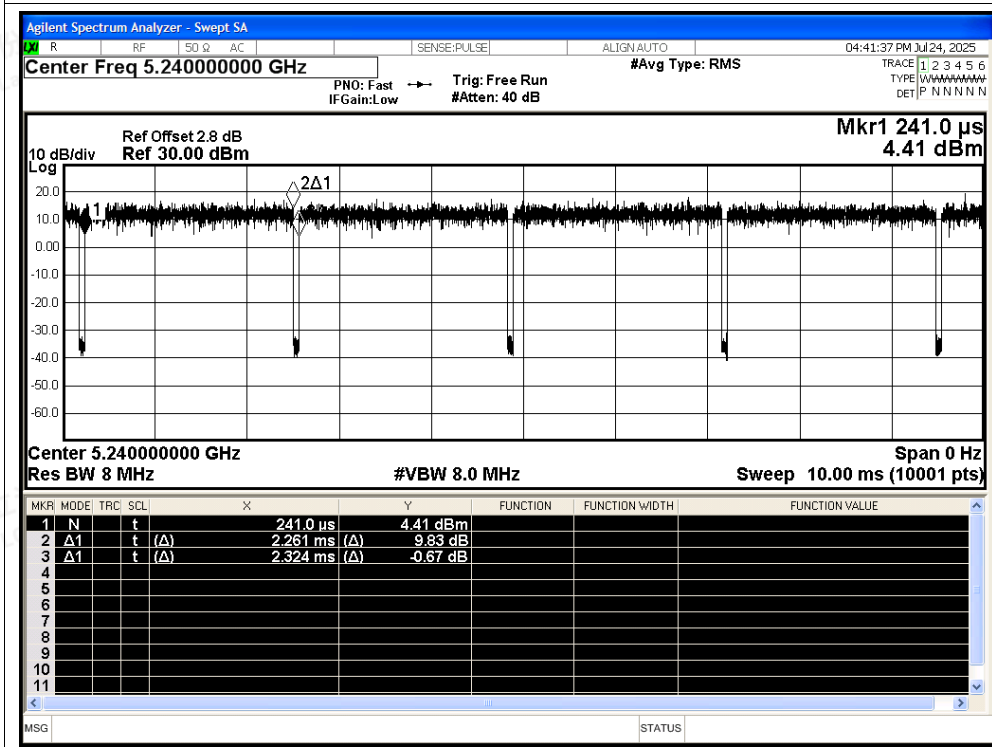 Agilent Spectrum Analyzer - Swept SA
LXI R RF 50 Ω AC SENSE:PULSE ALIGN AUTO 04:41:37 PM Jul 24, 2025
Center Freq 5.240000000 GHz #Avg Type: RMS TRACE 1 2 3 4 5 6
PNO: Fast Trig: Free Run TYPE WWWWWW
IFGain:Low #Atten: 40 dB DET P N N N N N
Mkr1 241.0 µs
4.41 dBm
Ref Offset 2.8 dB
10 dB/div Ref 30.00 dBm
Log
2Δ1
20.0
1
10.0
0.00
-10.0
-20.0
-30.0
-40.0
-50.0
-60.0
Center 5.240000000 GHz Span 0 Hz
Res BW 8 MHz #VBW 8.0 MHz Sweep 10.00 ms (10001 pts)
MKR MODE TRC SCL X Y FUNCTION FUNCTION WIDTH FUNCTION VALUE
1 N t 241.0 µs 4.41 dBm
2 Δ1 t (Δ) 2.261 ms (Δ) 9.83 dB
3 Δ1 t (Δ) 2.324 ms (Δ) -0.67 dB
4
5
6
7
8
9
10
11
MSG STATUS